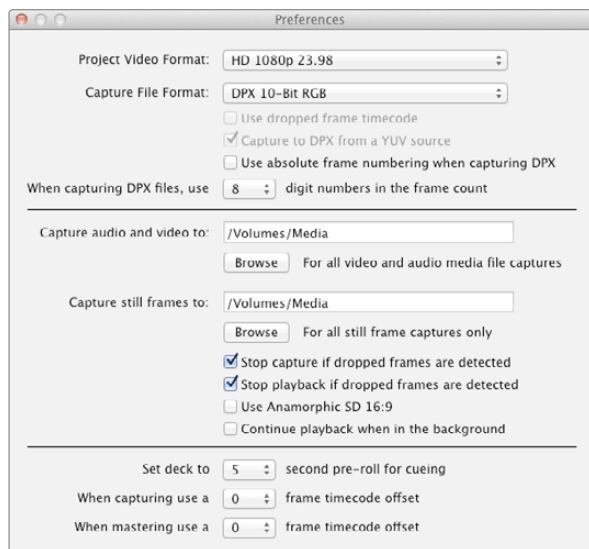 Preferences
Project Video Format: HD 1080p 23.98
Capture File Format: DPX 10-Bit RGB
Use dropped frame timecode
Capture to DPX from a YUV source
Use absolute frame numbering when capturing DPX
When capturing DPX files, use 8 digit numbers in the frame count
Capture audio and video to: /Volumes/Media
Browse For all video and audio media file captures
Capture still frames to: /Volumes/Media
Browse For all still frame captures only
Stop capture if dropped frames are detected
Stop playback if dropped frames are detected
Use Anamorphic SD 16:9
Continue playback when in the background
Set deck to 5 second pre-roll for cueing
When capturing use a 0 frame timecode offset
When mastering use a 0 frame timecode offset